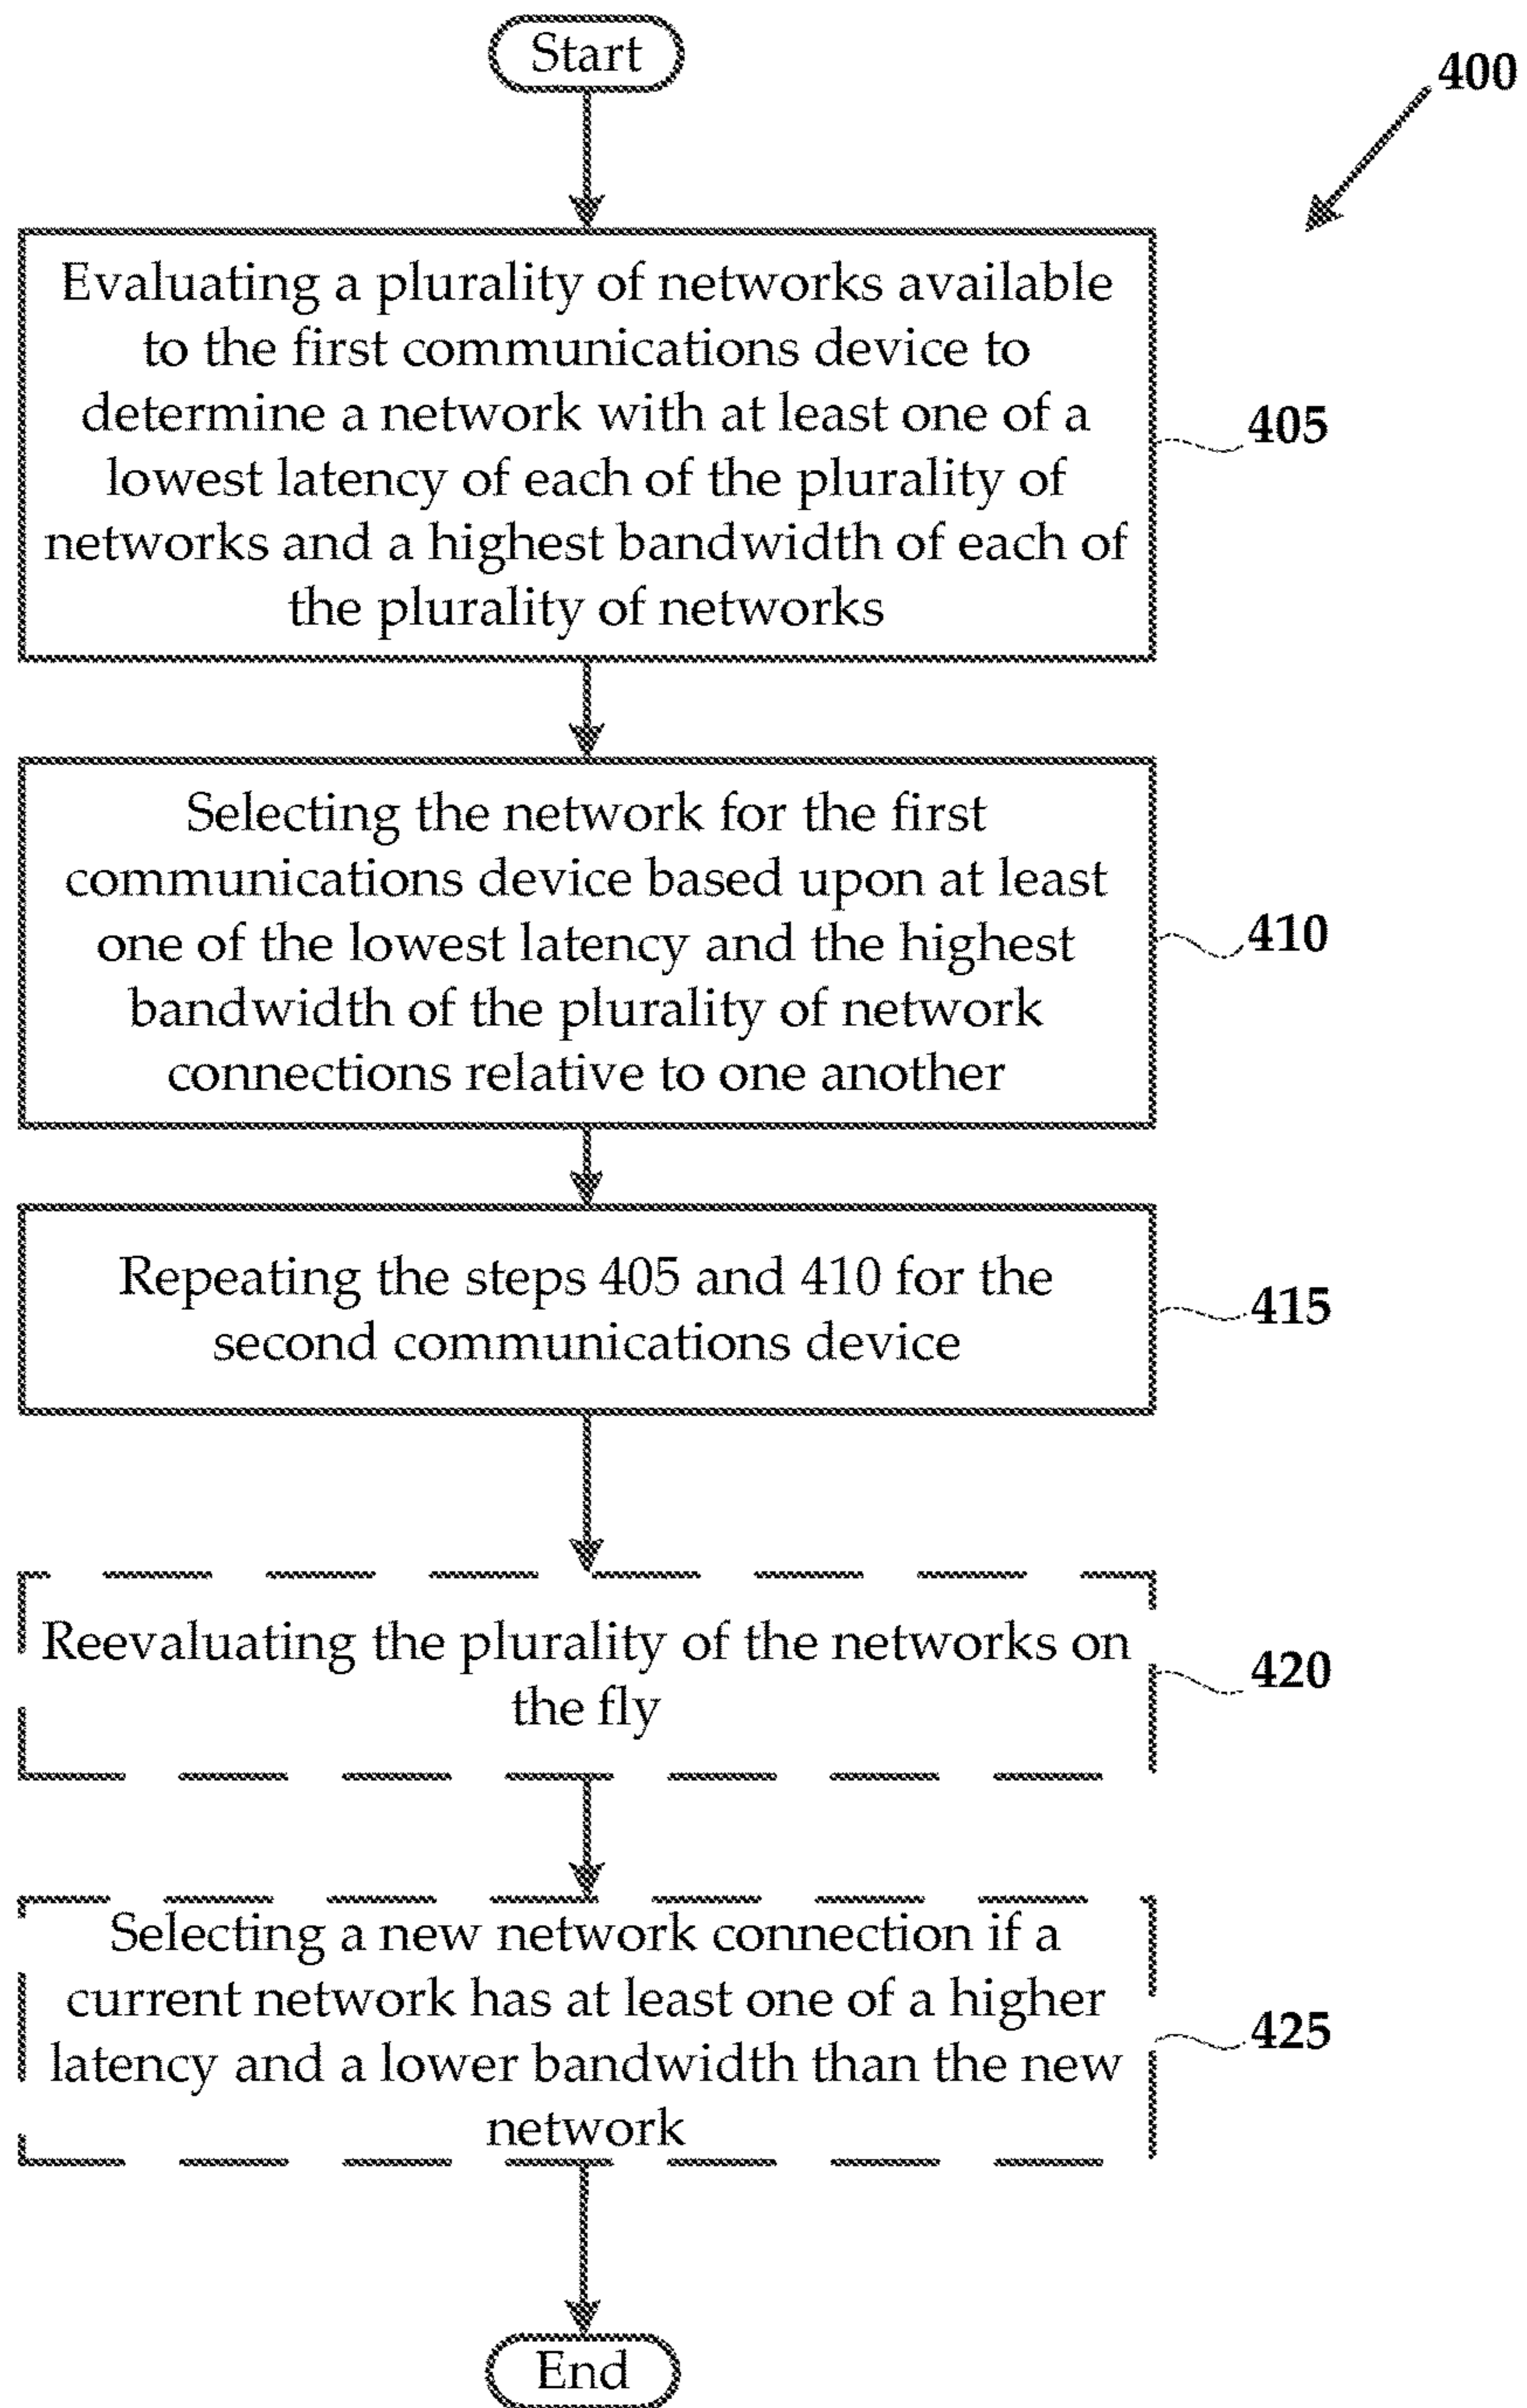 Start
400
Evaluating a plurality of networks available
to the first communications device to
determine a network with at least one of a
lowest latency of each of the plurality of
networks and a highest bandwidth of each of
the plurality of networks
405
Selecting the network for the first
communications device based upon at least
one of the lowest latency and the highest
bandwidth of the plurality of network
connections relative to one another
410
Repeating the steps 405 and 410 for the
second communications device
415
Reevaluating the plurality of the networks on
the fly
420
Selecting a new network connection if a
current network has at least one of a higher
latency and a lower bandwidth than the new
network
425
End